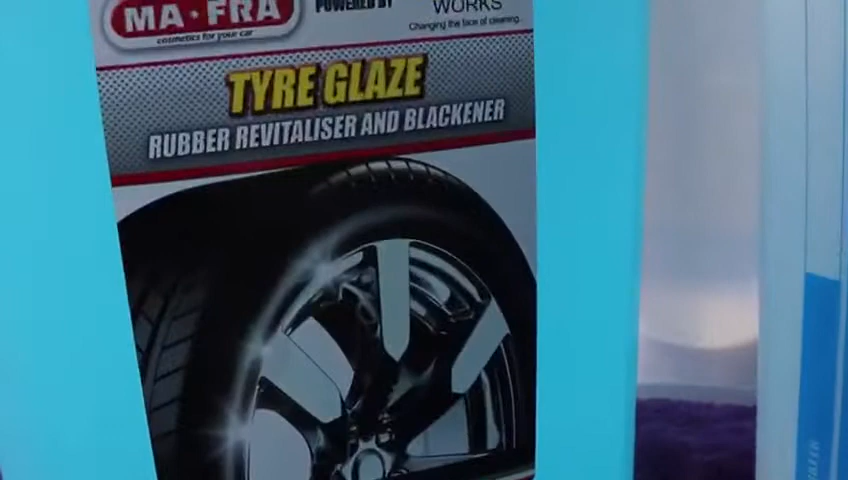 MA·FRA
cosmetics for your car
POWERED BY
WORKS
Changing the face of cleaning.
TYRE GLAZE
RUBBER REVITALISER AND BLACKENER